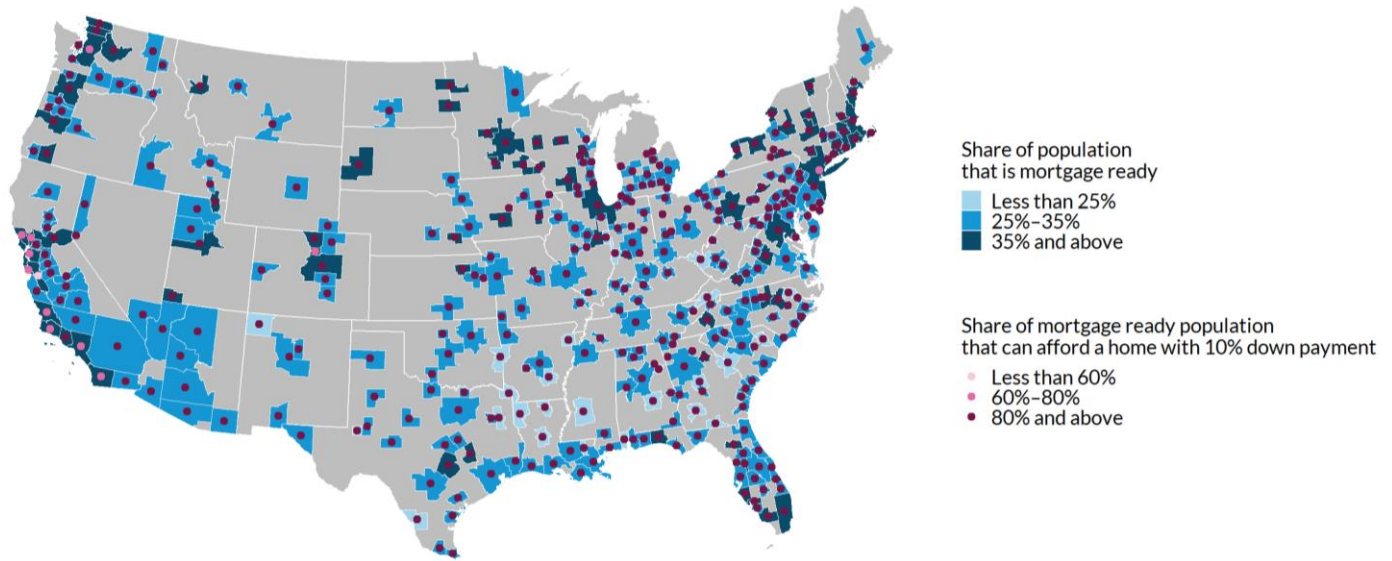 Share of population
that is mortgage ready
Less than 25%
25%–35%
35% and above
Share of mortgage ready population
that can afford a home with 10% down payment
Less than 60%
60%–80%
80% and above